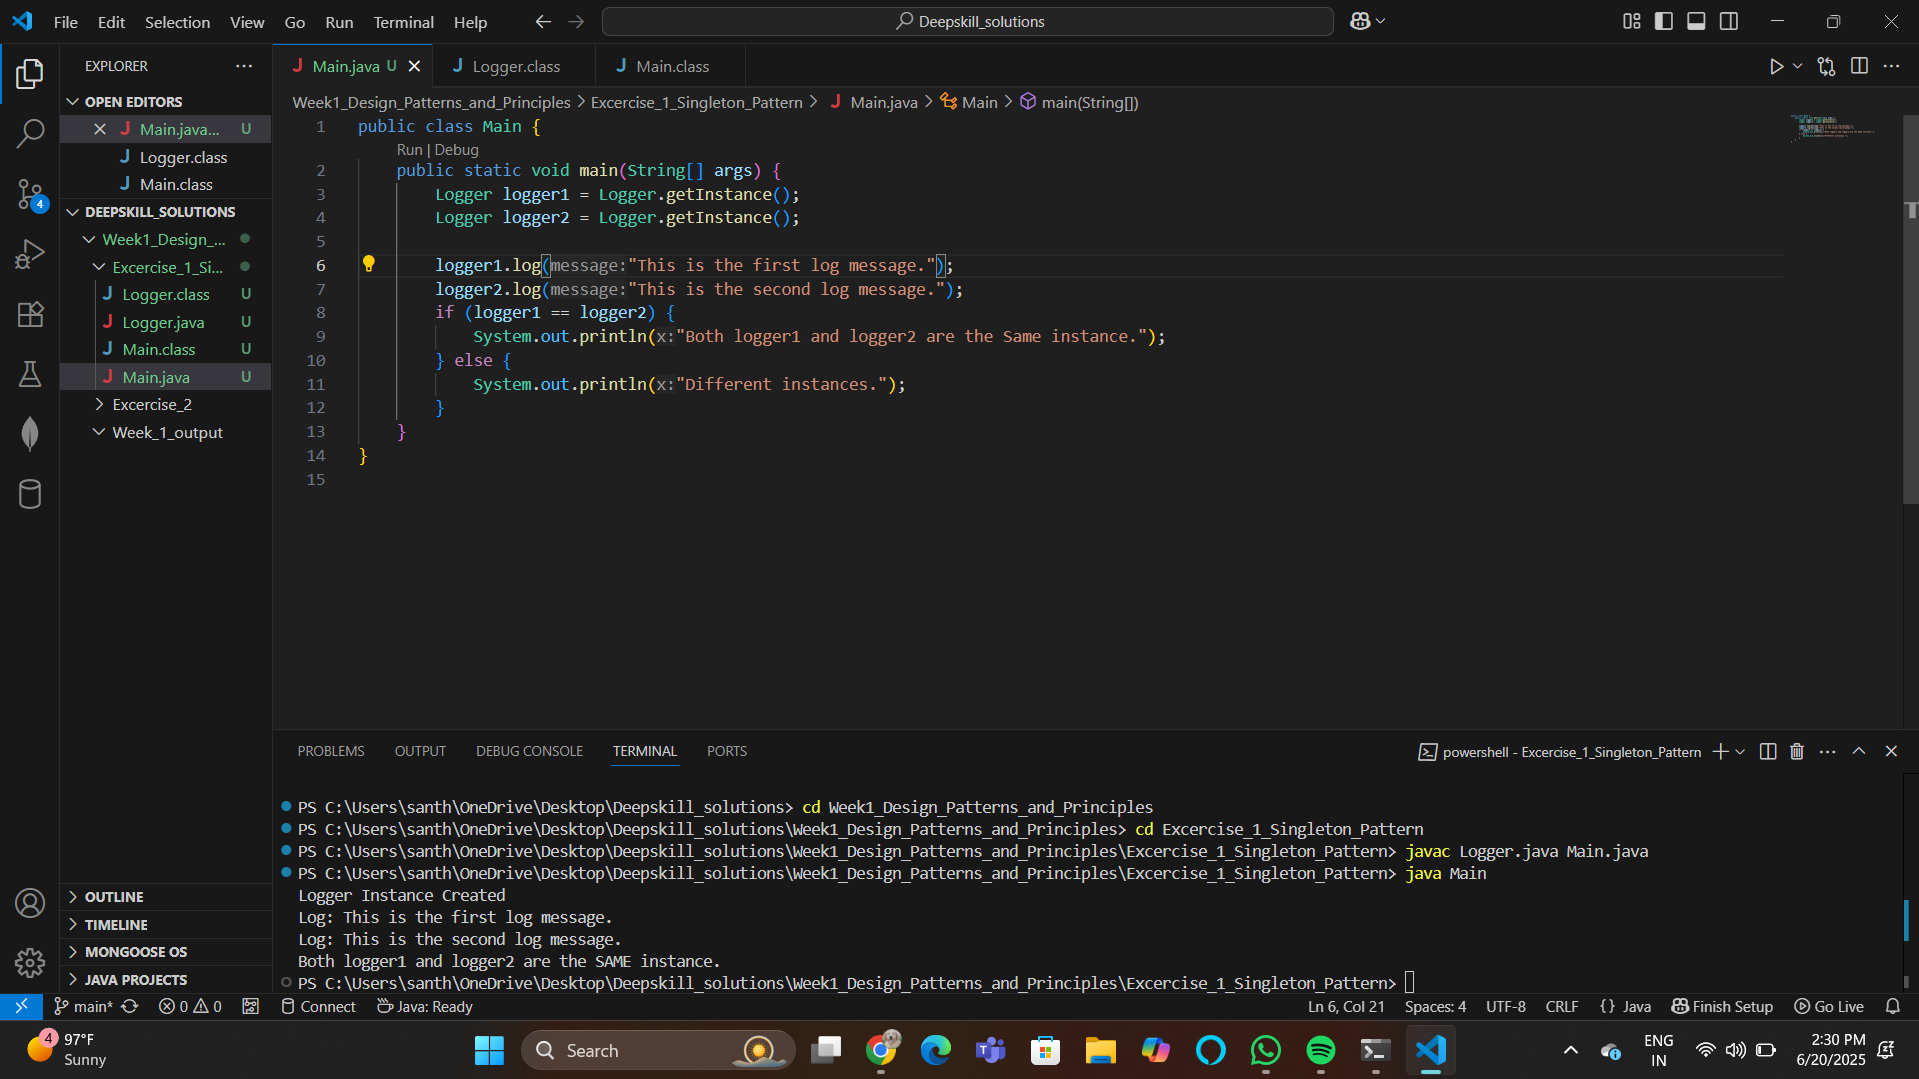 File Edit Selection View Go Run Terminal Help
Deepskill_solutions
EXPLORER
OPEN EDITORS
Main.java... U
Logger.class
Main.class
DEEPSKILL_SOLUTIONS
Week1_Design_...
Excercise_1_Si...
Logger.class U
Logger.java U
Main.class U
Main.java U
Excercise_2
Week_1_output
OUTLINE
TIMELINE
MONGOOSE OS
JAVA PROJECTS
4
Main.java U
Logger.class
Main.class
Week1_Design_Patterns_and_Principles > Excercise_1_Singleton_Pattern > Main.java > Main > main(String[])
1 public class Main {
Run | Debug
2 public static void main(String[] args) {
3 Logger logger1 = Logger.getInstance();
4 Logger logger2 = Logger.getInstance();
5
6 logger1.log(message:"This is the first log message.");
7 logger2.log(message:"This is the second log message.");
8 if (logger1 == logger2) {
9 System.out.println(x:"Both logger1 and logger2 are the Same instance.");
10 } else {
11 System.out.println(x:"Different instances.");
12 }
13 }
14 }
15
PROBLEMS OUTPUT DEBUG CONSOLE TERMINAL PORTS
powershell - Excercise_1_Singleton_Pattern
PS C:\Users\santh\OneDrive\Desktop\Deepskill_solutions> cd Week1_Design_Patterns_and_Principles
PS C:\Users\santh\OneDrive\Desktop\Deepskill_solutions\Week1_Design_Patterns_and_Principles> cd Excercise_1_Singleton_Pattern
PS C:\Users\santh\OneDrive\Desktop\Deepskill_solutions\Week1_Design_Patterns_and_Principles\Excercise_1_Singleton_Pattern> javac Logger.java Main.java
PS C:\Users\santh\OneDrive\Desktop\Deepskill_solutions\Week1_Design_Patterns_and_Principles\Excercise_1_Singleton_Pattern> java Main
Logger Instance Created
Log: This is the first log message.
Log: This is the second log message.
Both logger1 and logger2 are the SAME instance.
PS C:\Users\santh\OneDrive\Desktop\Deepskill_solutions\Week1_Design_Patterns_and_Principles\Excercise_1_Singleton_Pattern>
main* 0 0 Connect Java: Ready
Ln 6, Col 21 Spaces: 4 UTF-8 CRLF {} Java Finish Setup Go Live
4
97°F
Sunny
Search
ENG
IN
2:30 PM
6/20/2025